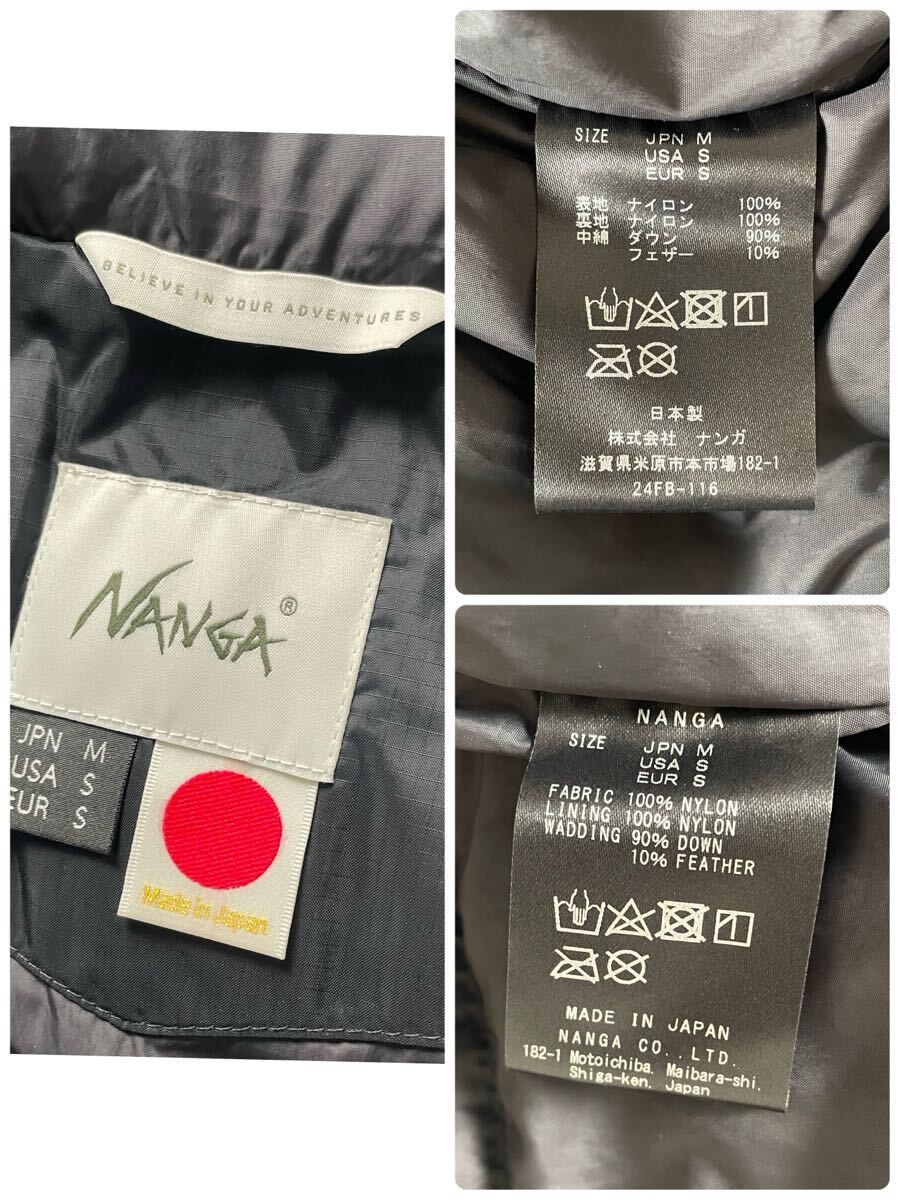 BELIEVE IN YOUR ADVENTURES
NANGA®
JPN M
USA S
EUR S
Made in Japan
SIZE JPN M
USA S
EUR S
表地 ナイロン 100%
裏地 ナイロン 100%
中綿 ダウン 90%
フェザー 10%
日本製
株式会社 ナンガ
滋賀県米原市本市場182-1
24FB-116
NANGA
SIZE JPN M
USA S
EUR S
FABRIC 100% NYLON
LINING 100% NYLON
WADDING 90% DOWN
10% FEATHER
MADE IN JAPAN
NANGA CO.,LTD.
182-1 Motoichiba. Maibara-shi.
Shiga-ken. Japan